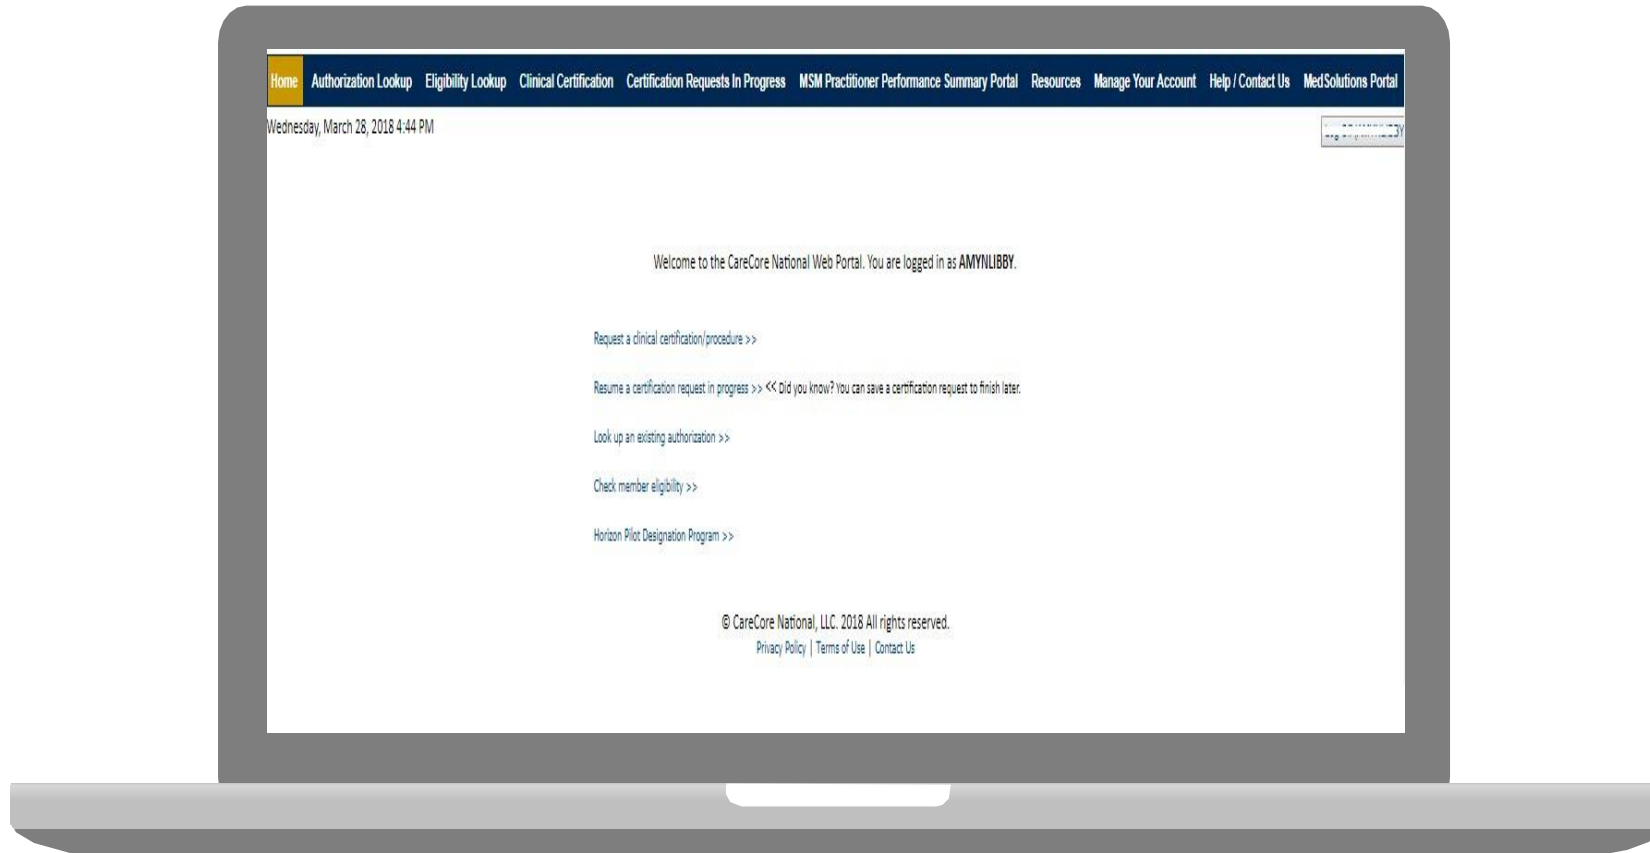 Home Authorization Lookup Eligibility Lookup Clinical Certification Certification Requests In Progress MSM Practitioner Performance Summary Portal Resources Manage Your Account Help / Contact Us MedSolutions Portal
Wednesday, March 28, 2018 4:44 PM
Welcome to the CareCore National Web Portal. You are logged in as AMYNLIBBY.
Request a clinical certification/procedure >>
Resume a certification request in progress >> << Did you know? You can save a certification request to finish later.
Look up an existing authorization >>
Check member eligibility >>
Horizon Pilot Designation Program >>
© CareCore National, LLC. 2018 All rights reserved.
Privacy Policy | Terms of Use | Contact Us